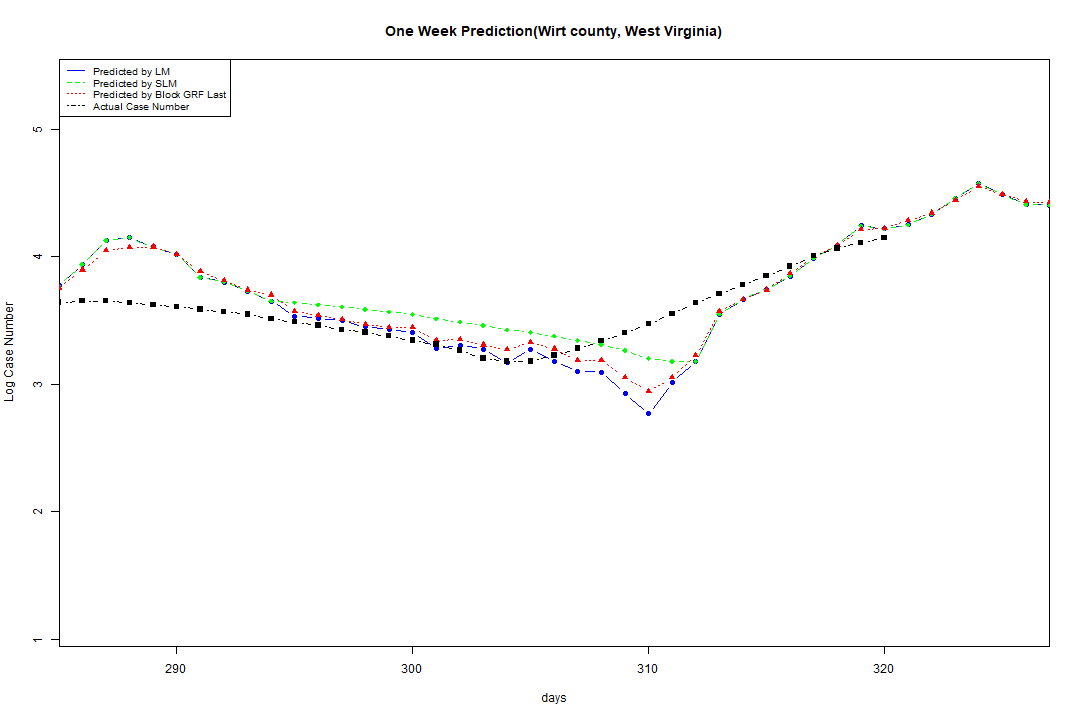 One Week Prediction(Wirt county, West Virginia)
Predicted by LM
Predicted by SLM
Predicted by Block GRF Last
Actual Case Number
5
4
3
2
1
Log Case Number
290 300 310 320
days